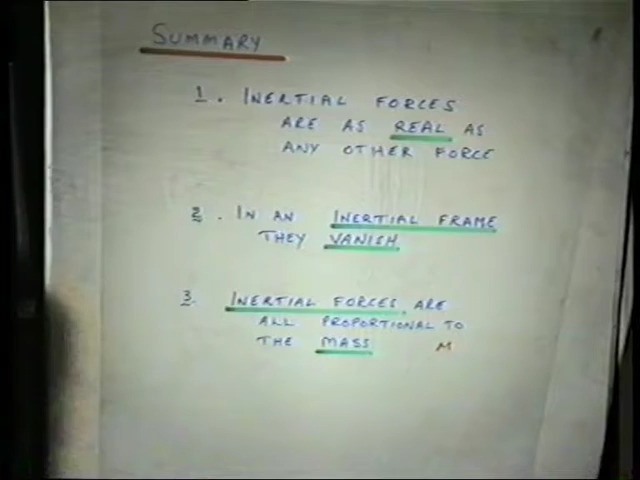 SUMMARY
1. INERTIAL FORCES
ARE AS REAL AS
ANY OTHER FORCE
2. IN AN INERTIAL FRAME
THEY VANISH
3. INERTIAL FORCES ARE
ALL PROPORTIONAL TO
THE MASS M